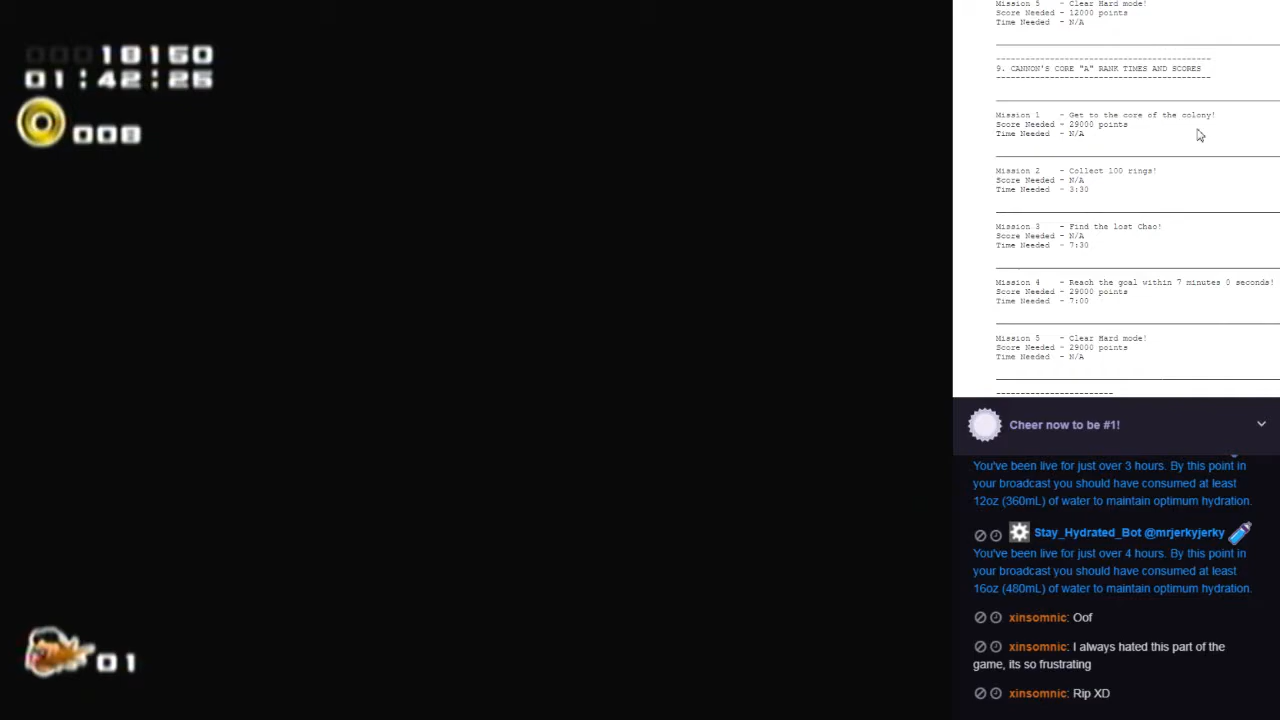 00018150
01:42:25
008
01
Mission 5 - Clear Hard mode!
Score Needed - 12000 points
Time Needed - N/A
9. CANNON'S CORE "A" RANK TIMES AND SCORES
Mission 1 - Get to the core of the colony!
Score Needed - 29000 points
Time Needed - N/A
Mission 2 - Collect 100 rings!
Score Needed - N/A
Time Needed - 3:30
Mission 3 - Find the lost Chao!
Score Needed - N/A
Time Needed - 7:30
Mission 4 - Reach the goal within 7 minutes 0 seconds!
Score Needed - 29000 points
Time Needed - 7:00
Mission 5 - Clear Hard mode!
Score Needed - 29000 points
Time Needed - N/A
Cheer now to be #1!
You've been live for just over 3 hours. By this point in
your broadcast you should have consumed at least
12oz (360mL) of water to maintain optimum hydration.
Stay_Hydrated_Bot @mrjerkyjerky
You've been live for just over 4 hours. By this point in
your broadcast you should have consumed at least
16oz (480mL) of water to maintain optimum hydration.
xinsomnic: Oof
xinsomnic: I always hated this part of the
game, its so frustrating
xinsomnic: Rip XD